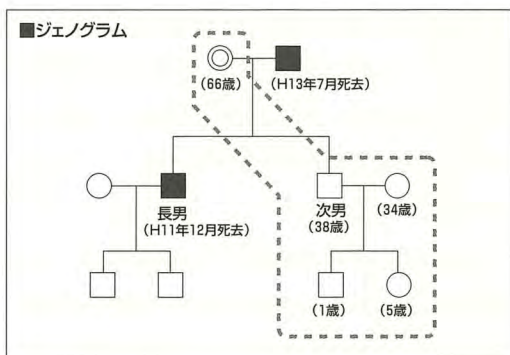 ■ジェノグラム
(66歳)
(H13年7月死去)
長男
(H11年12月死去)
次男
(38歳)
(34歳)
(1歳)
(5歳)